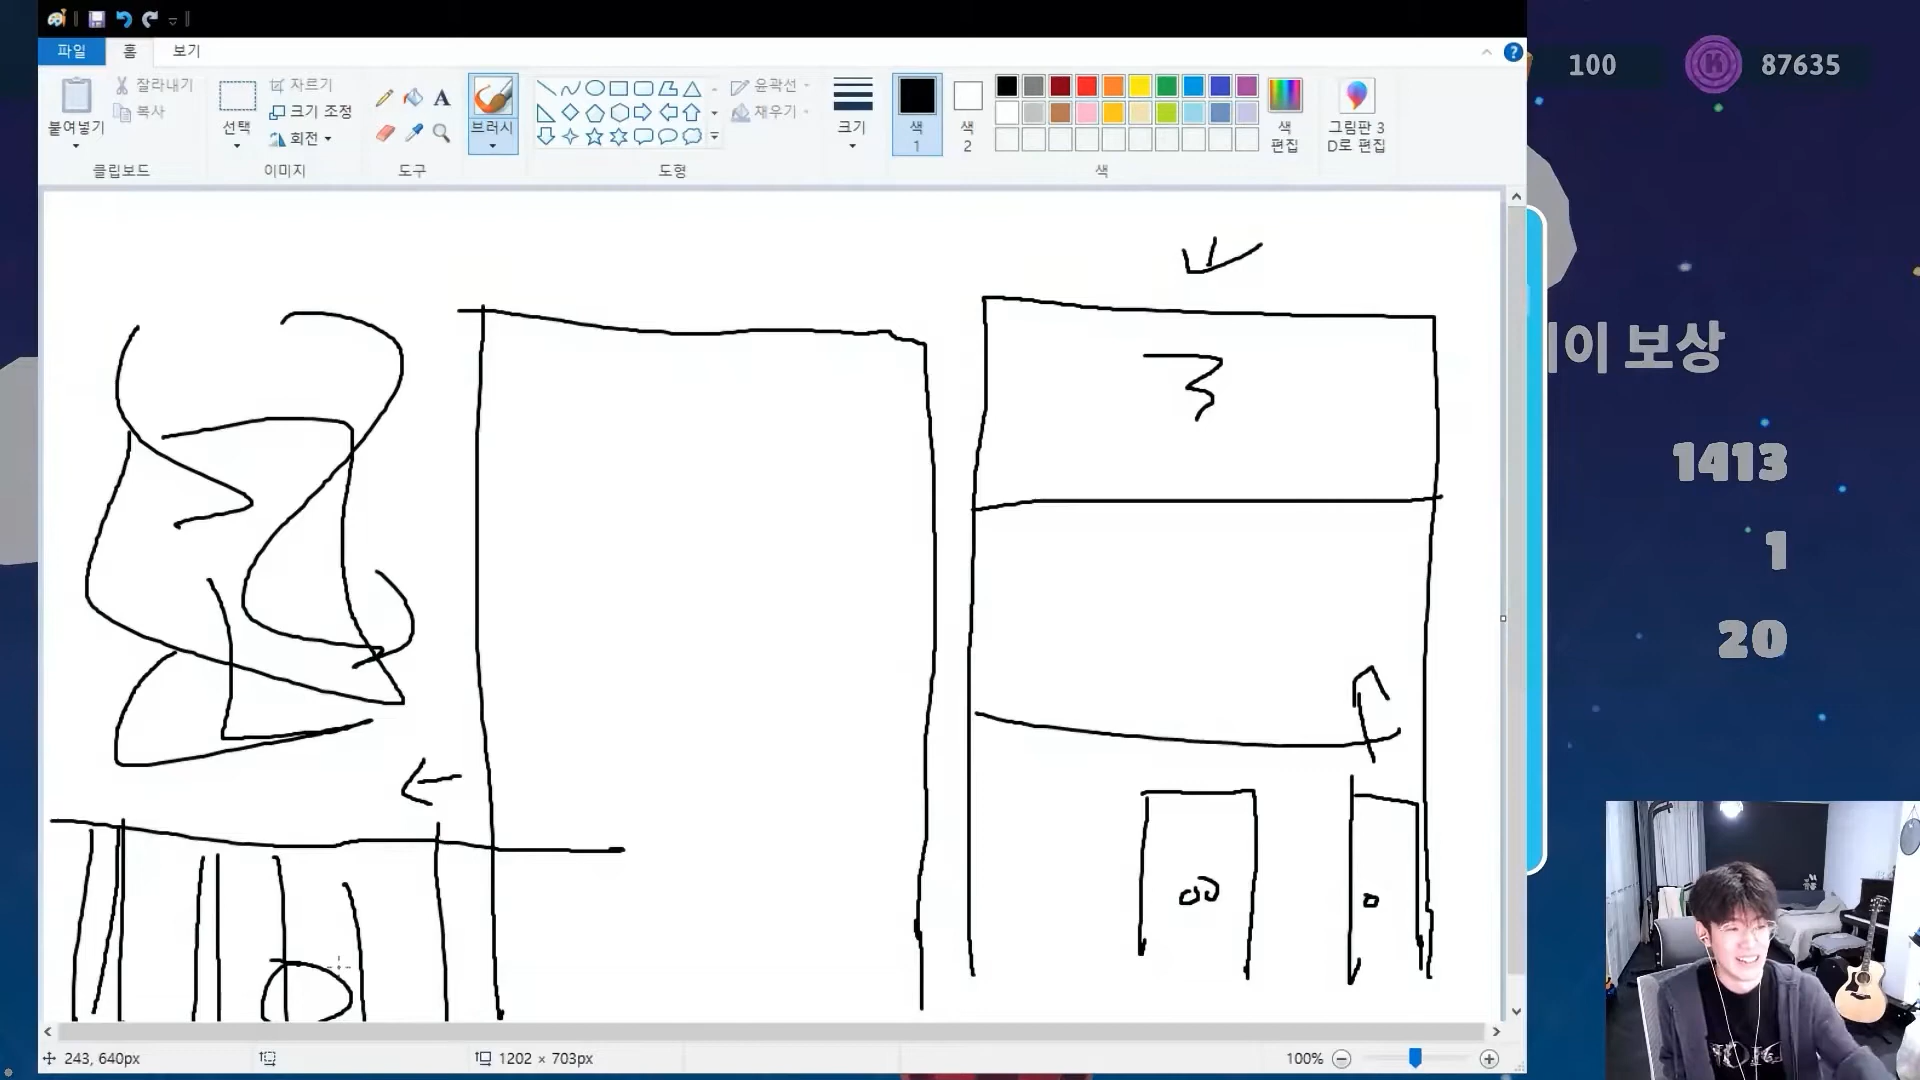 파일 홈 보기
100 87635
붙여넣기
잘라내기
복사
클립보드
선택
자르기
크기 조정
회전
이미지
A
도구
브러시
도형
윤곽선
채우기
크기
색
1
색
2
색
편집
색
그림판 3
D로 편집
3
이 보상
1413
1
20
243, 640px
1202 × 703px
100%